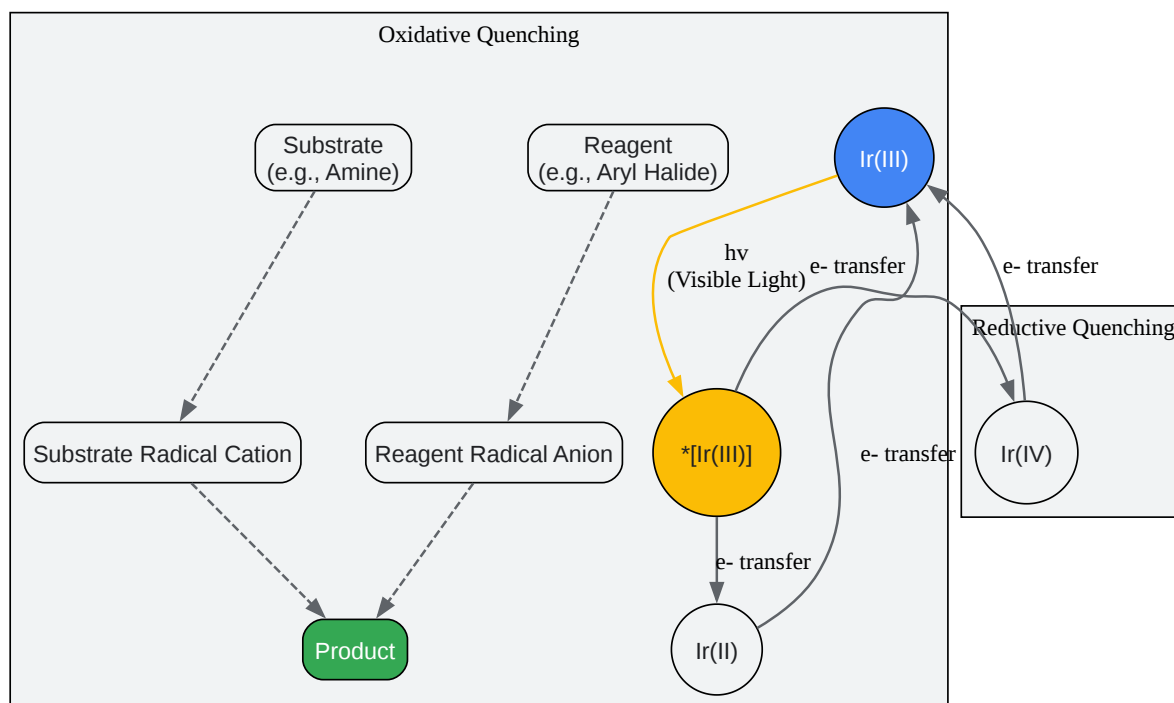 Oxidative Quenching
Substrate
(e.g., Amine)
Reagent
(e.g., Aryl Halide)
Ir(III)
hv
(Visible Light)
e- transfer
e- transfer
Reductive Quenching
Substrate Radical Cation
Reagent Radical Anion
*[Ir(III)]
e- transfer
Ir(IV)
e- transfer
Product
Ir(II)